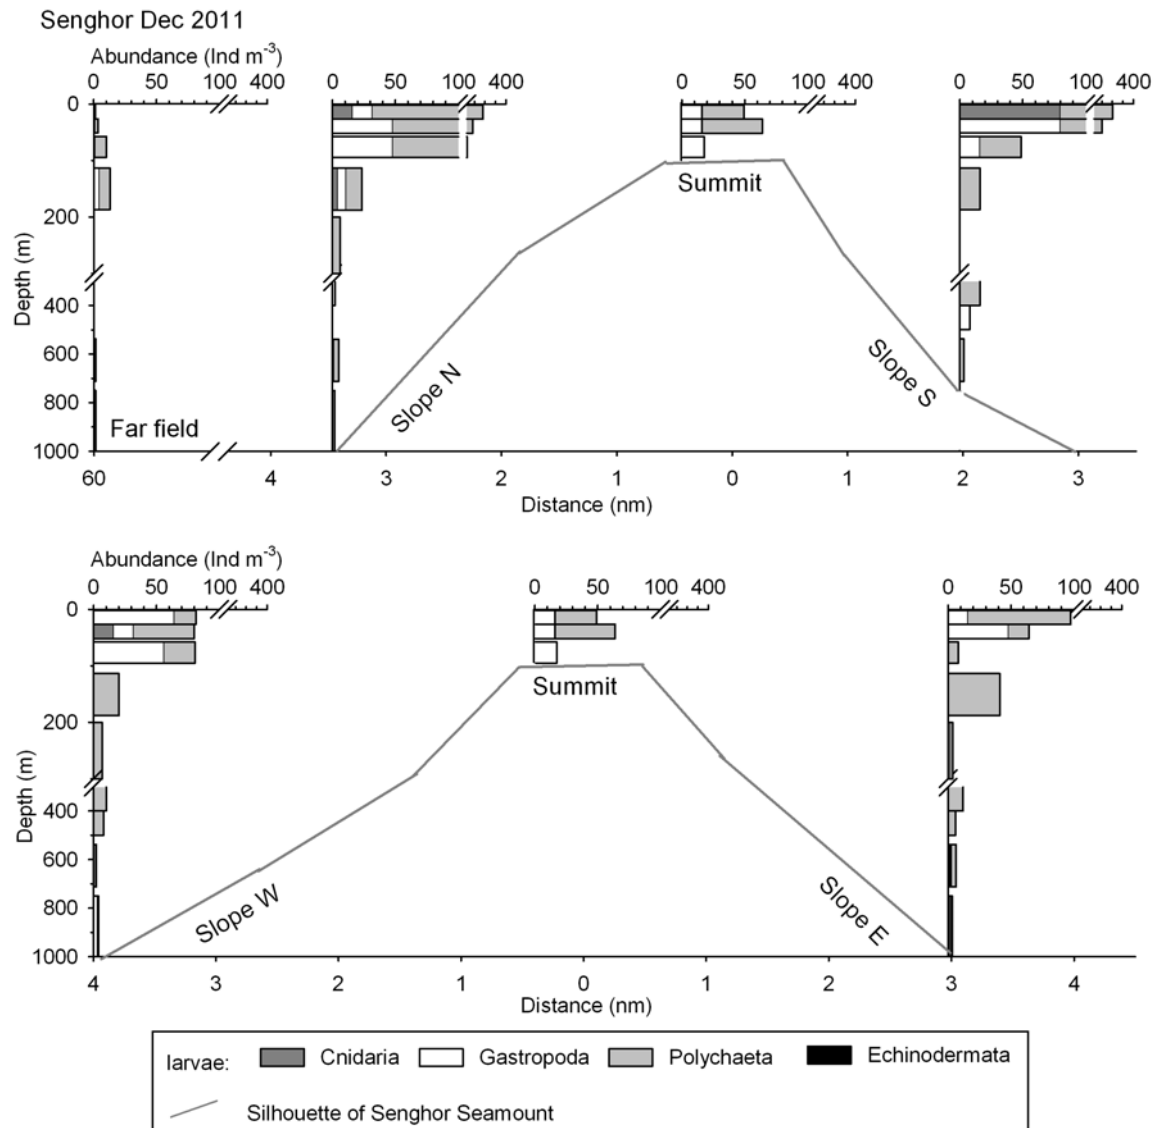 Senghor Dec 2011
Abundance (Ind m-3)
0 50 100 400 0 50 100 400 0 50 100 400 0 50 100 400
0
200
400
600
800
1000
Depth (m)
Summit
Slope N
Slope S
Far field
60 4 3 2 1 0 1 2 3
Distance (nm)
Abundance (Ind m-3)
0 50 100 400 0 50 100 400 0 50 100 400
0
200
400
600
800
1000
Depth (m)
Summit
Slope W
Slope E
4 3 2 1 0 1 2 3 4
Distance (nm)
larvae: Cnidaria Gastropoda Polychaeta Echinodermata
Silhouette of Senghor Seamount